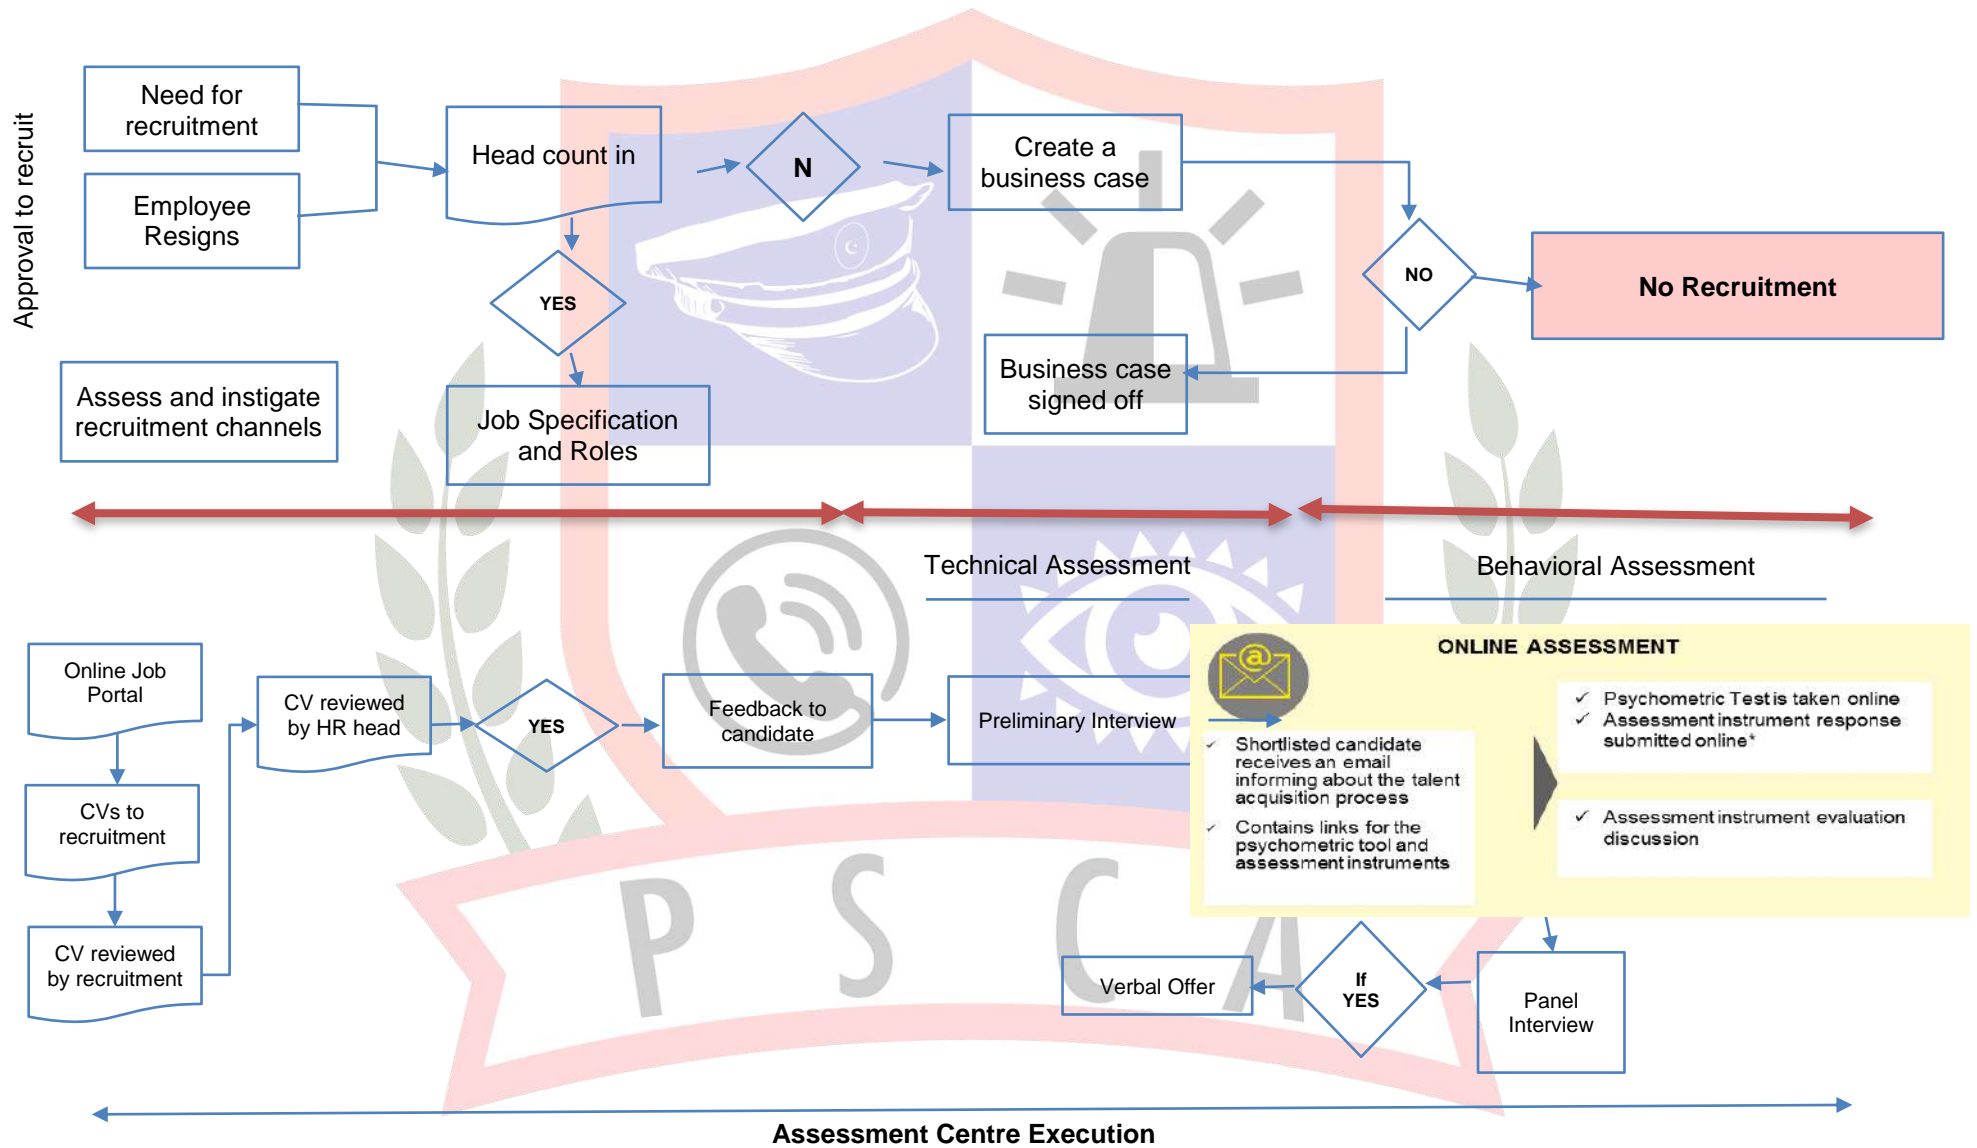 Approval to recruit
Need for
recruitment
Employee
Resigns
Head count in
N
Create a
business case
YES
NO
No Recruitment
Business case
signed off
Assess and instigate
recruitment channels
Job Specification
and Roles
Technical Assessment
Behavioral Assessment
Online Job
Portal
CVs to
recruitment
CV reviewed
by recruitment
CV reviewed
by HR head
YES
Feedback to
candidate
Preliminary Interview
ONLINE ASSESSMENT
Shortlisted candidate
receives an email
informing about the talent
acquisition process
Contains links for the
psychometric tool and
assessment instruments
Psychometric Test is taken online
Assessment instrument response
submitted online*
Assessment instrument evaluation
discussion
Panel
Interview
If
YES
Verbal Offer
P S C A
Assessment Centre Execution